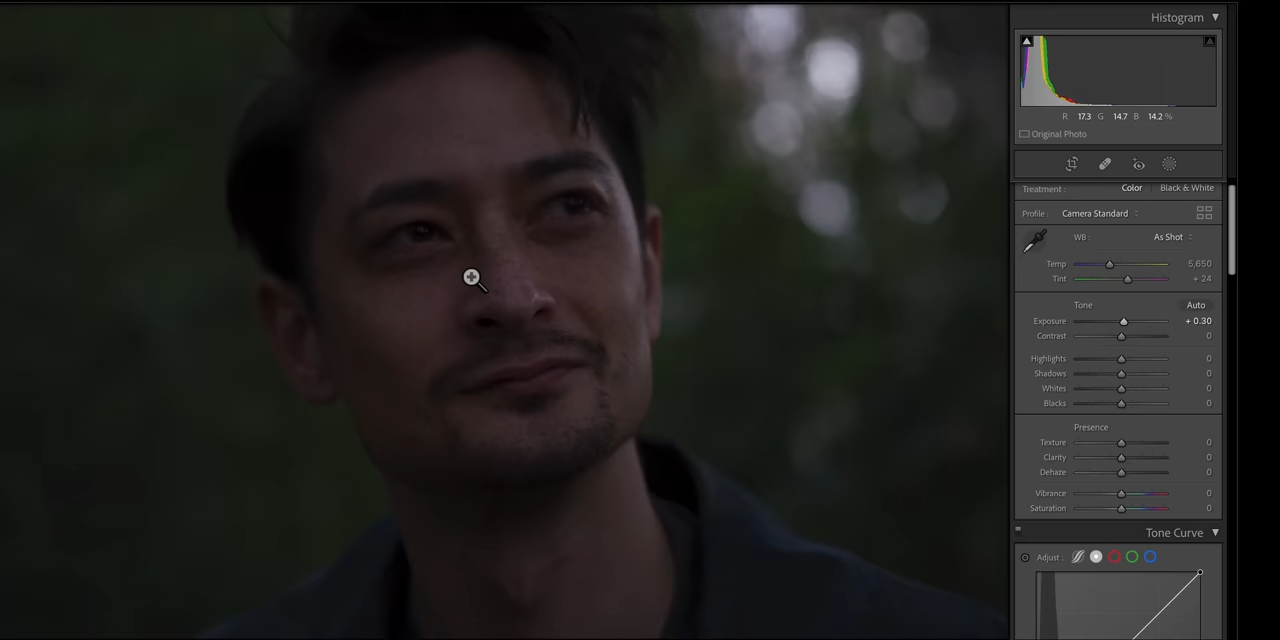 Histogram
R 17.3 G 14.7 B 14.2 %
Original Photo
Treatment : Color Black & White
Profile : Camera Standard
WB : As Shot
Temp 5,650
Tint + 24
Tone Auto
Exposure + 0.30
Contrast 0
Highlights 0
Shadows 0
Whites 0
Blacks 0
Presence
Texture 0
Clarity 0
Dehaze 0
Vibrance 0
Saturation 0
Tone Curve
Adjust :